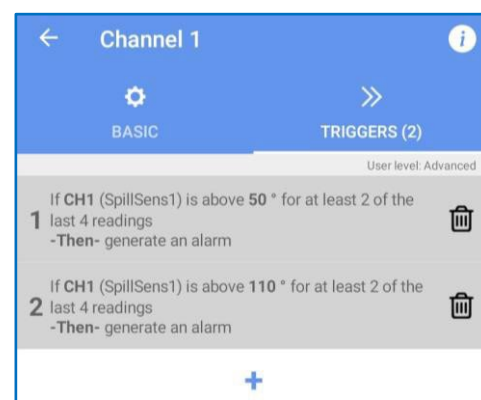 Channel 1
i
BASIC
TRIGGERS (2)
User level: Advanced
1
If CH1 (SpillSens1) is above 50 ° for at least 2 of the
last 4 readings
-Then- generate an alarm
2
If CH1 (SpillSens1) is above 110 ° for at least 2 of the
last 4 readings
-Then- generate an alarm
+